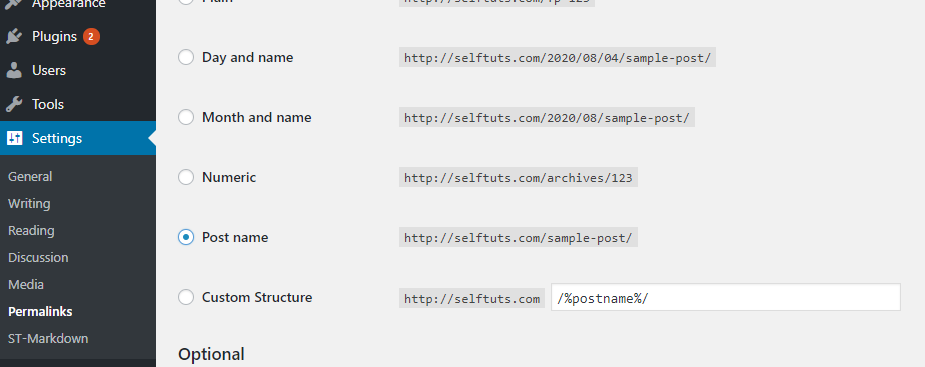 Appearance
Plugins 2
Users
Tools
Settings
General
Writing
Reading
Discussion
Media
Permalinks
ST-Markdown
Plain
Day and name http://selftuts.com/2020/08/04/sample-post/
Month and name http://selftuts.com/2020/08/sample-post/
Numeric http://selftuts.com/archives/123
Post name http://selftuts.com/sample-post/
Custom Structure http://selftuts.com /%postname%/
Optional